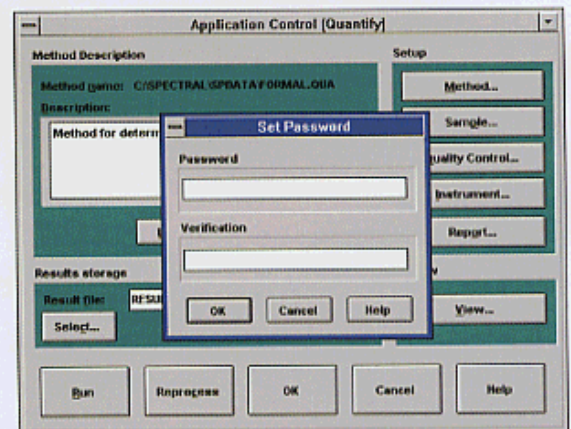 Application Control [Quantify]
Method Description
Setup
Method name: C:\SPECTRAL\SPIDATA\FORMAL.QUA
Description:
Method for determ
Method...
Sample...
uality Control...
Instrument...
Report...
Set Password
Password
Verification
OK
Cancel
Help
Results storage
Result file:
RESU
Select...
View...
Run
Reprocess
OK
Cancel
Help